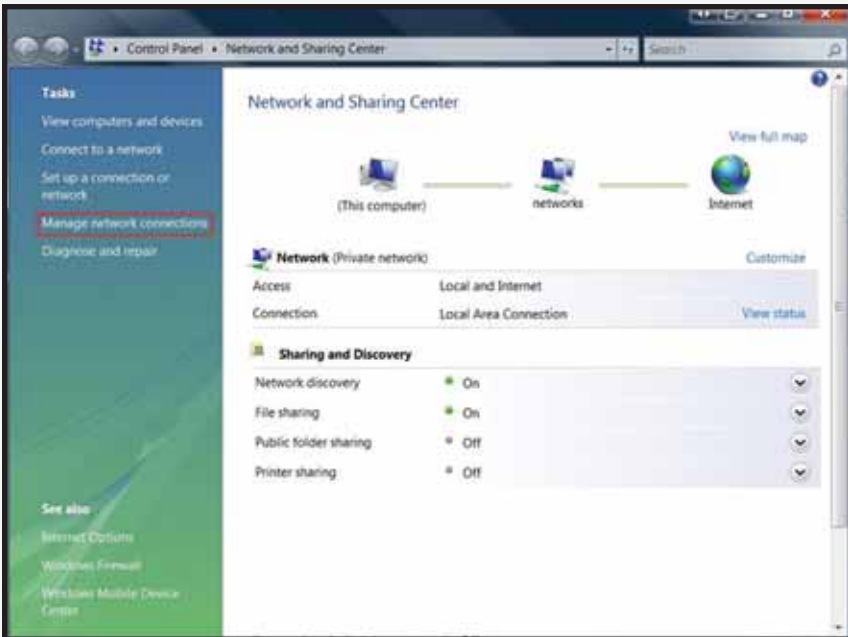 Control Panel
Network and Sharing Center
Search
Tasks
View computers and devices
Connect to a network
Set up a connection or
network
Manage network connections
Diagnose and repair
See also
Internet Options
Windows Firewall
Windows Mobile Device
Center
Network and Sharing Center
View full map
(This computer)
networks
Internet
Network (Private network)
Customize
Access Local and Internet
Connection Local Area Connection View status
Sharing and Discovery
Network discovery On
File sharing On
Public folder sharing Off
Printer sharing Off